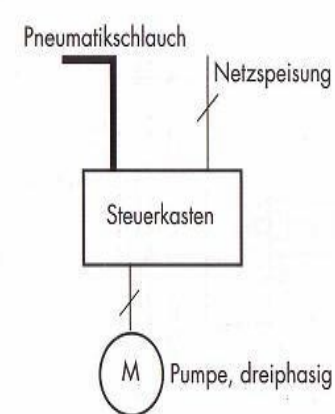 Pneumatikschlauch
Netzspeisung
Steuerkasten
M
Pumpe, dreiphasig